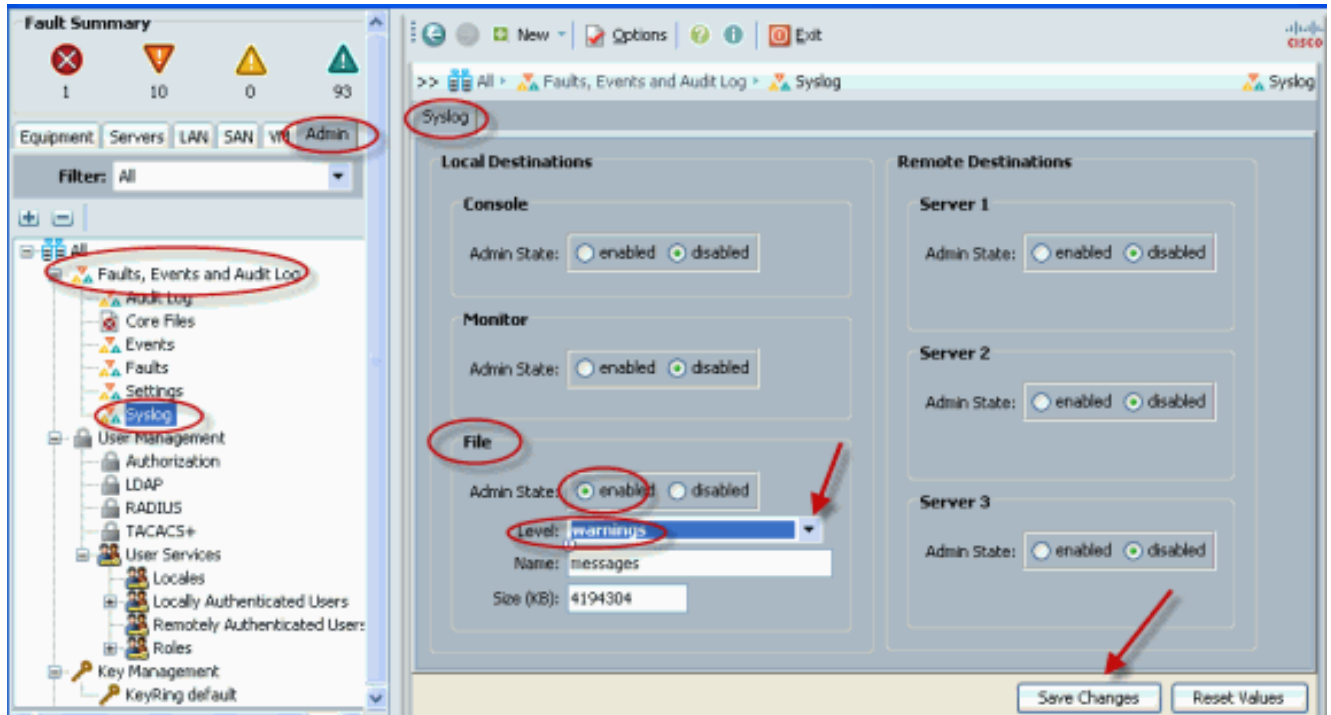 Fault Summary
1 10 0 93
Equipment Servers LAN SAN VM Admin
Filter: All
All
Faults, Events and Audit Log
Audit Log
Core Files
Events
Faults
Settings
Syslog
User Management
Authorization
LDAP
RADIUS
TACACS+
User Services
Locales
Locally Authenticated Users
Remotely Authenticated Users
Roles
Key Management
KeyRing default
New Options Exit
CISCO
>> All Faults, Events and Audit Log Syslog Syslog
Syslog
Local Destinations
Console
Admin State: enabled disabled
Monitor
Admin State: enabled disabled
File
Admin State: enabled disabled
Level: warnings
Name: messages
Size (KB): 4194304
Remote Destinations
Server 1
Admin State: enabled disabled
Server 2
Admin State: enabled disabled
Server 3
Admin State: enabled disabled
Save Changes Reset Values